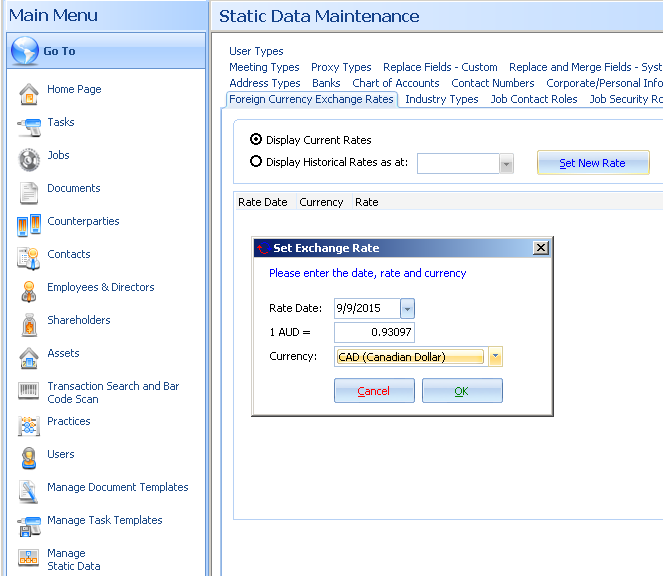 Main Menu
Go To
Home Page
Tasks
Jobs
Documents
Counterparties
Contacts
Employees & Directors
Shareholders
Assets
Transaction Search and Bar
Code Scan
Practices
Users
Manage Document Templates
Manage Task Templates
Manage
Static Data
Static Data Maintenance
User Types
Meeting Types Proxy Types Replace Fields - Custom Replace and Merge Fields - Syst
Address Types Banks Chart of Accounts Contact Numbers Corporate/Personal Info
Foreign Currency Exchange Rates Industry Types Job Contact Roles Job Security Ro
Display Current Rates
Display Historical Rates as at:
Set New Rate
Rate Date Currency Rate
Set Exchange Rate
Please enter the date, rate and currency
Rate Date: 9/9/2015
1 AUD = 0.93097
Currency: CAD (Canadian Dollar)
Cancel OK